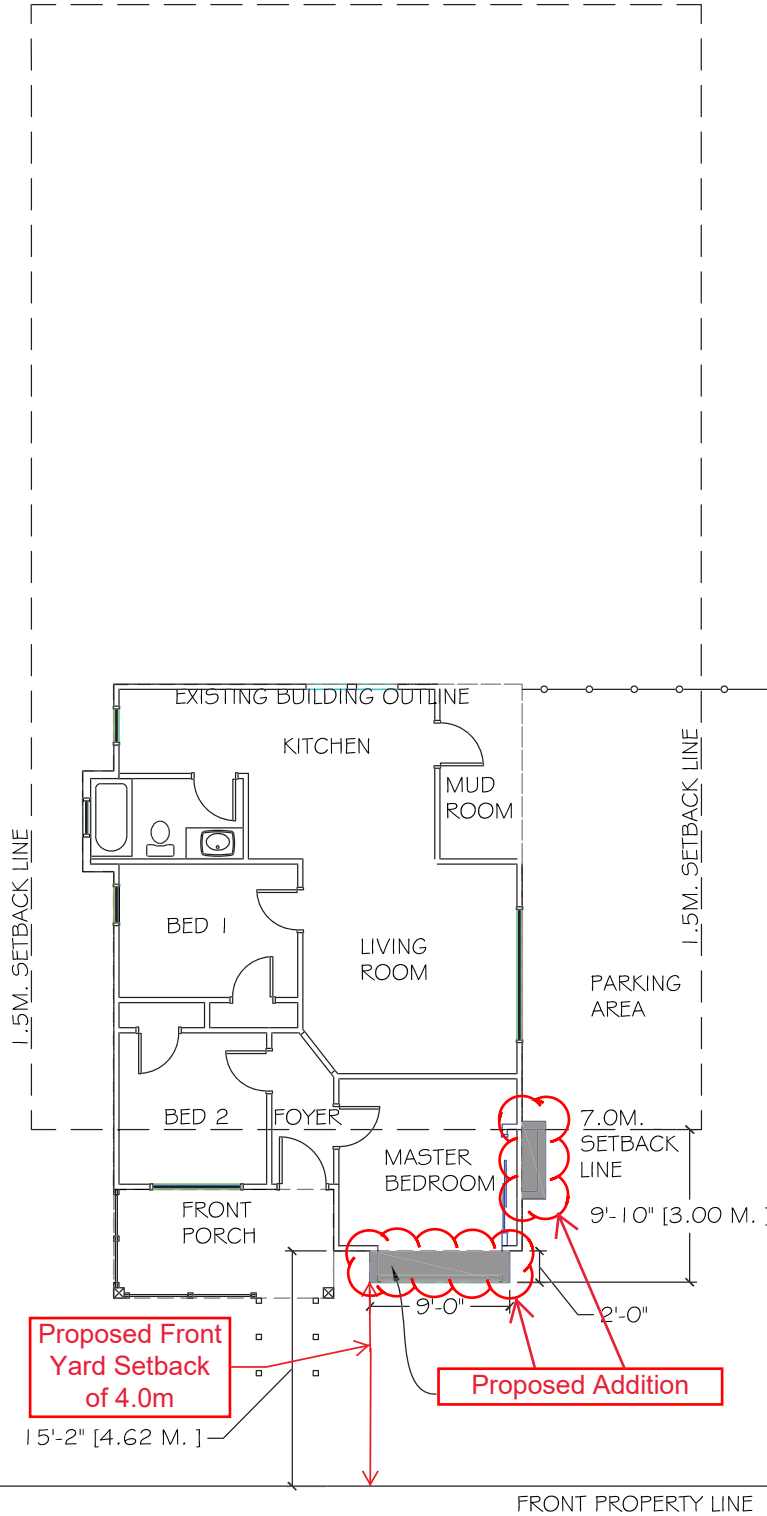 EXISTING BUILDING OUTLINE
KITCHEN
MUD
ROOM
1.5M. SETBACK LINE
1.5M. SETBACK LINE
BED 1
LIVING
ROOM
PARKING
AREA
BED 2
FOYER
MASTER
BEDROOM
7.0M.
SETBACK
LINE
FRONT
PORCH
9'-10" [3.00 M. ]
9'-0"
2'-0"
Proposed Front
Yard Setback
of 4.0m
Proposed Addition
15'-2" [4.62 M. ]
FRONT PROPERTY LINE